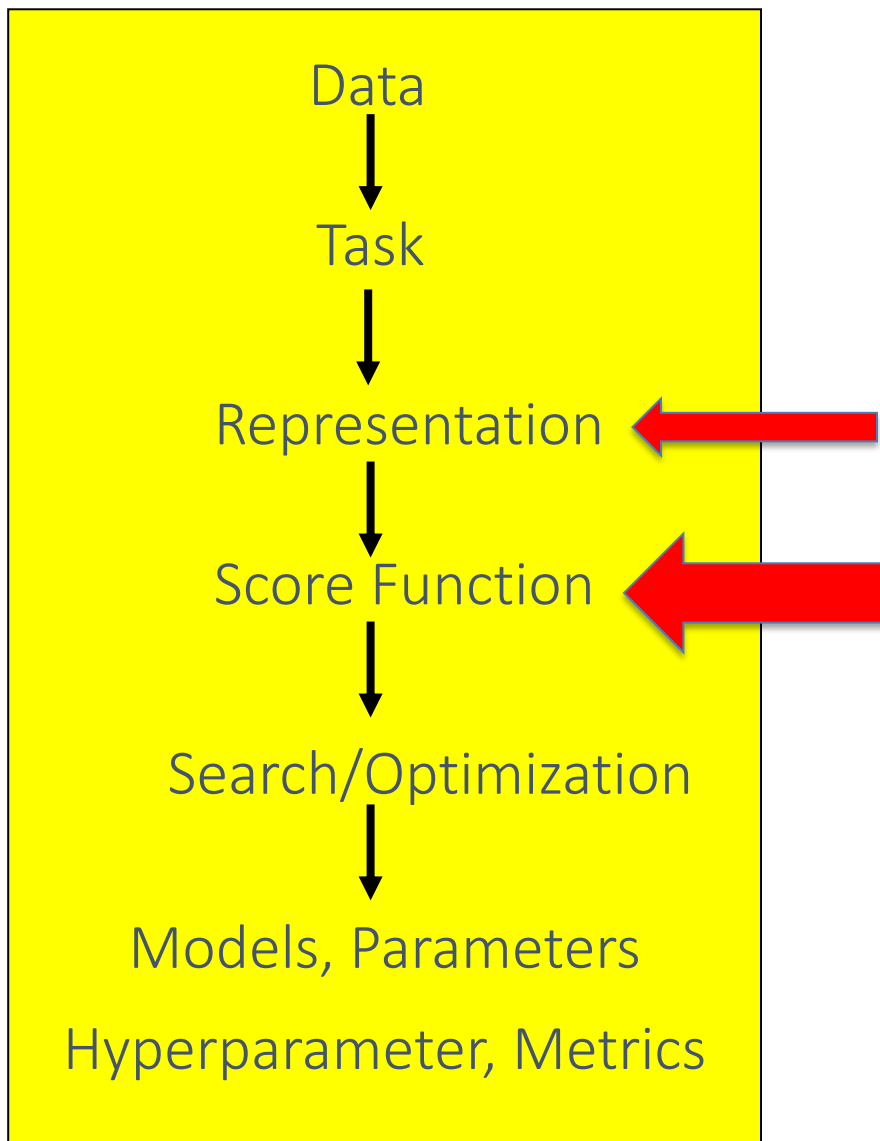 Data
Task
Representation
Score Function
Search/Optimization
Models, Parameters
Hyperparameter, Metrics